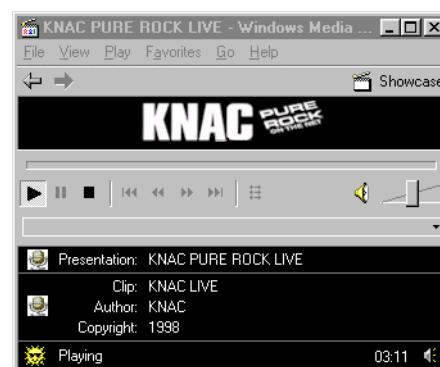 KNAC PURE ROCK LIVE - Windows Media ...
File View Play Favorites Go Help
Showcase
KNAC PURE ROCK ON THE NET
Presentation: KNAC PURE ROCK LIVE
Clip: KNAC LIVE
Author: KNAC
Copyright: 1998
Playing 03:11